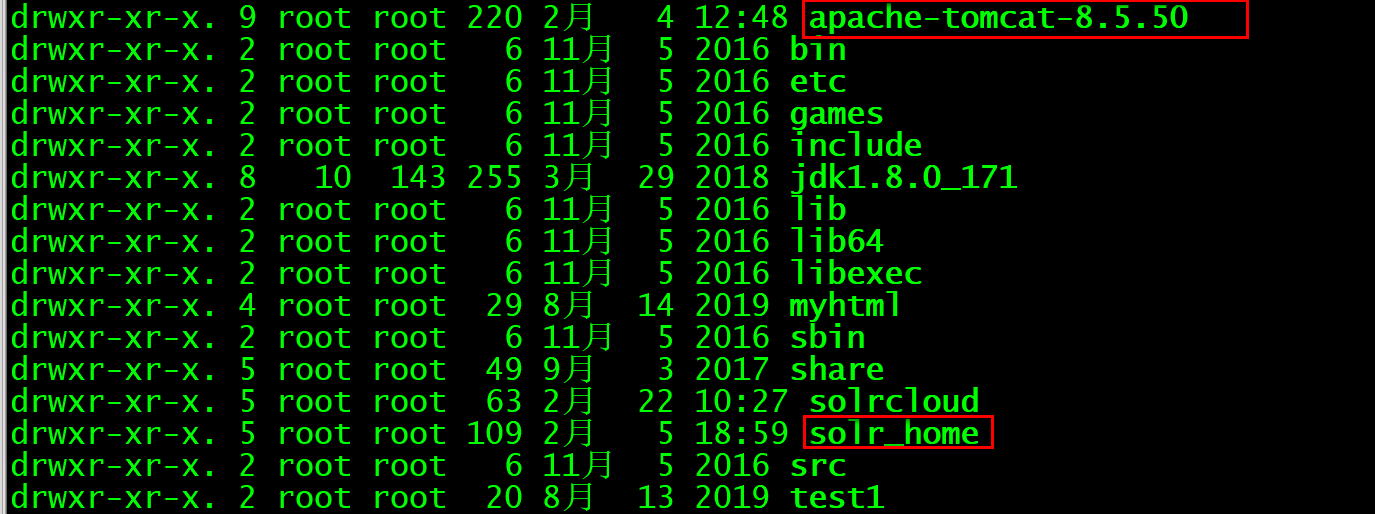 drwxr-xr-x. 9 root root 220 2月   4 12:48 apache-tomcat-8.5.50
drwxr-xr-x. 2 root root   6 11月   5 2016 bin
drwxr-xr-x. 2 root root   6 11月   5 2016 etc
drwxr-xr-x. 2 root root   6 11月   5 2016 games
drwxr-xr-x. 2 root root   6 11月   5 2016 include
drwxr-xr-x. 8   10  143 255 3月   29 2018 jdk1.8.0_171
drwxr-xr-x. 2 root root   6 11月   5 2016 lib
drwxr-xr-x. 2 root root   6 11月   5 2016 lib64
drwxr-xr-x. 2 root root   6 11月   5 2016 libexec
drwxr-xr-x. 4 root root  29 8月   14 2019 myhtml
drwxr-xr-x. 2 root root   6 11月   5 2016 sbin
drwxr-xr-x. 5 root root  49 9月    3 2017 share
drwxr-xr-x. 5 root root  63 2月   22 10:27 solrcloud
drwxr-xr-x. 5 root root 109 2月    5 18:59 solr_home
drwxr-xr-x. 2 root root   6 11月   5 2016 src
drwxr-xr-x. 2 root root  20 8月   13 2019 test1